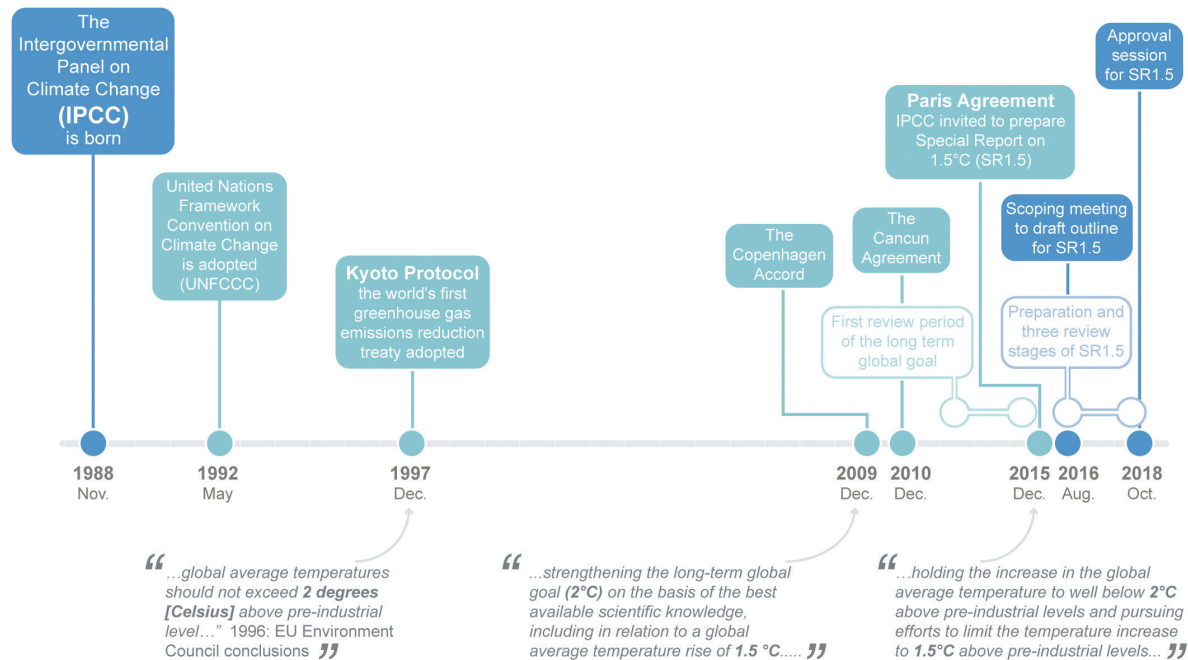 The
Intergovernmental
Panel on
Climate Change
(IPCC)
is born
United Nations
Framework
Convention on
Climate Change
is adopted
(UNFCCC)
Kyoto Protocol
the world's first
greenhouse gas
emissions reduction
treaty adopted
The
Copenhagen
Accord
The
Cancun
Agreement
First review period
of the long term
global goal
Paris Agreement
IPCC invited to prepare
Special Report on
1.5°C (SR1.5)
Scoping meeting
to draft outline
for SR1.5
Preparation and
three review
stages of SR1.5
Approval
session
for SR1.5
1988
Nov.
1992
May
1997
Dec.
2009
Dec.
2010
Dec.
2015
Dec.
2016
Aug.
2018
Oct.
“ …global average temperatures
should not exceed 2 degrees
[Celsius] above pre-industrial
level…” 1996: EU Environment
Council conclusions ”
“ ...strengthening the long-term global
goal (2°C) on the basis of the best
available scientific knowledge,
including in relation to a global
average temperature rise of 1.5 °C..... ”
“ …holding the increase in the global
average temperature to well below 2°C
above pre-industrial levels and pursuing
efforts to limit the temperature increase
to 1.5°C above pre-industrial levels... ”